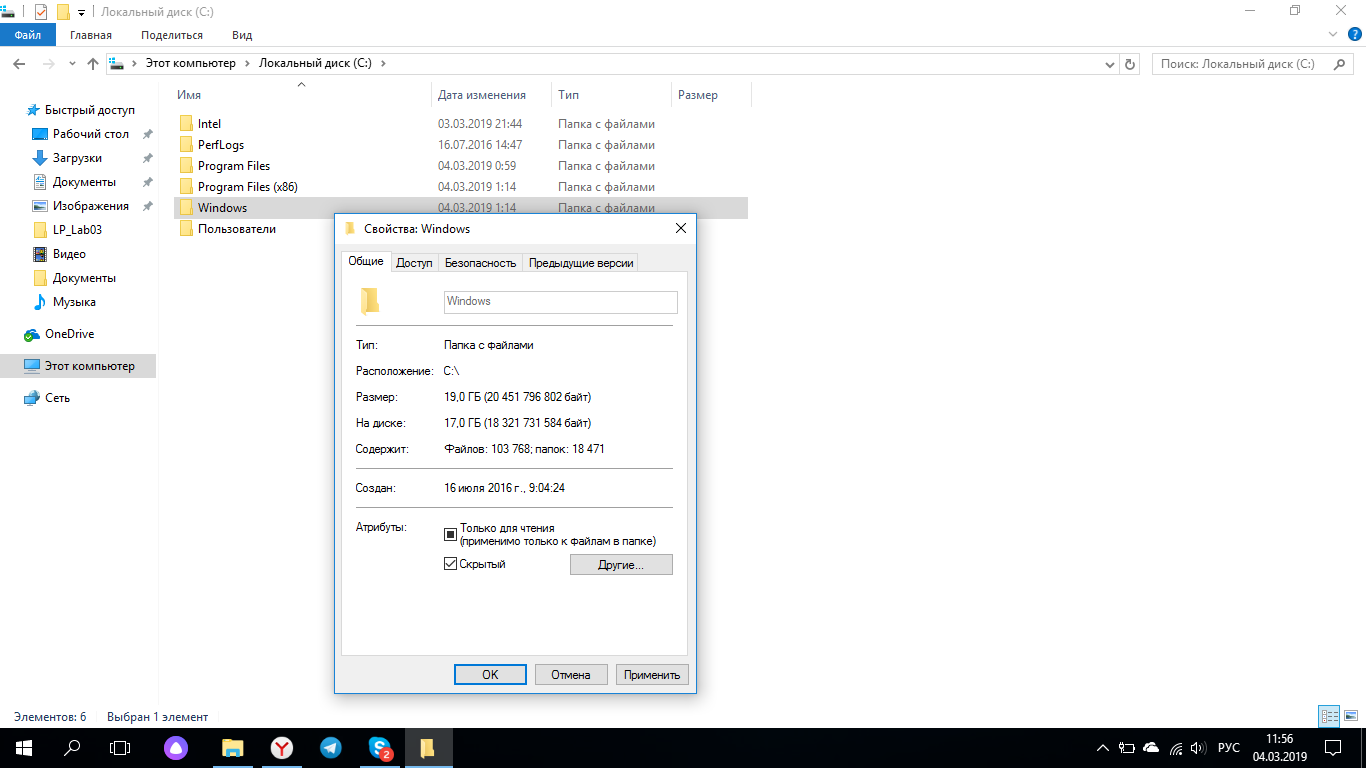 Локальный диск (C:)
Файл Главная Поделиться Вид
Этот компьютер Локальный диск (C:) Поиск: Локальный диск (C:)
Имя Дата изменения Тип Размер
Быстрый доступ
Рабочий стол
Загрузки
Документы
Изображения
LP_Lab03
Видео
Документы
Музыка
OneDrive
Этот компьютер
Сеть
Intel 03.03.2019 21:44 Папка с файлами
PerfLogs 16.07.2016 14:47 Папка с файлами
Program Files 04.03.2019 0:59 Папка с файлами
Program Files (x86) 04.03.2019 1:14 Папка с файлами
Windows 04.03.2019 1:14 Папка с файлами
Пользователи
Свойства: Windows
Общие Доступ Безопасность Предыдущие версии
Windows
Тип: Папка с файлами
Расположение: C:\
Размер: 19,0 ГБ (20 451 796 802 байт)
На диске: 17,0 ГБ (18 321 731 584 байт)
Содержит: Файлов: 103 768; папок: 18 471
Создан: 16 июля 2016 г., 9:04:24
Атрибуты: Только для чтения
(применимо только к файлам в папке)
Скрытый Другие...
OK Отмена Применить
Элементов: 6 Выбран 1 элемент
2
РУС 11:56
04.03.2019